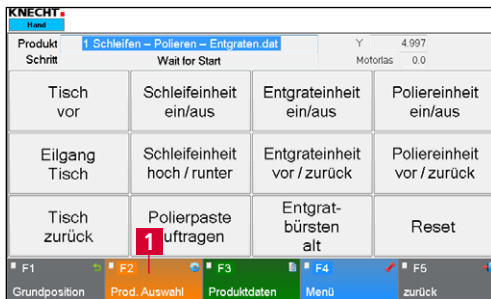 KNECHT
Hand
Produkt 1 Schleifen – Polieren – Entgraten.dat Y 4.997
Schritt Wait for Start Motorlas 0.0
Tisch vor
Schleifeinheit ein/aus
Entgrateinheit ein/aus
Poliereinheit ein/aus
Eilgang Tisch
Schleifeinheit hoch / runter
Entgrateinheit vor / zurück
Poliereinheit vor / zurück
Tisch zurück
Polierpaste uftragen
Entgrat-
bürsten
alt
Reset
1
F1 F2 F3 F4 F5
Grundposition Prod. Auswahl Produktdaten Menü zurück